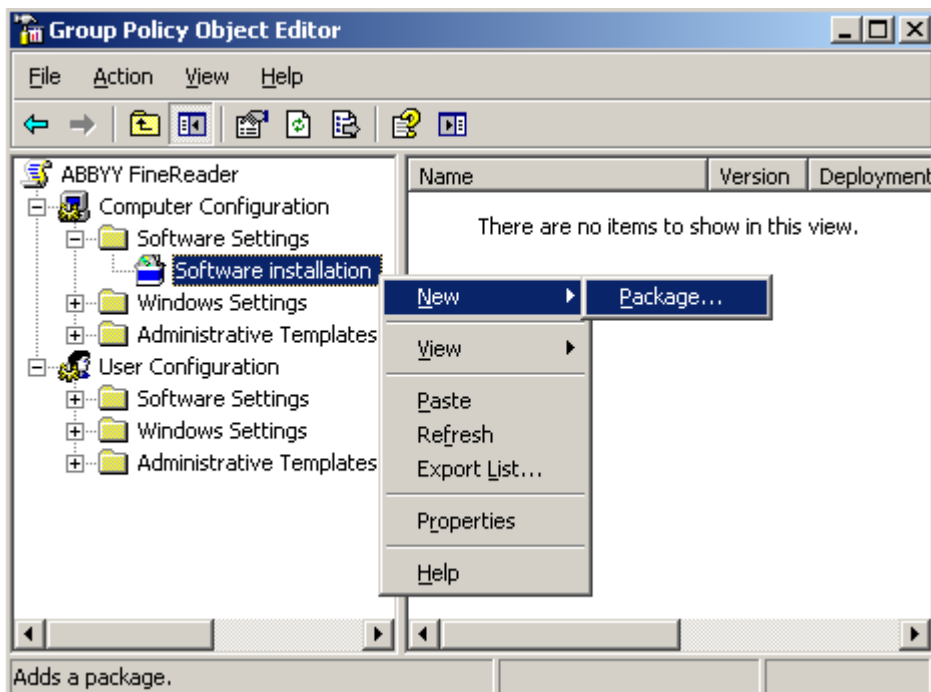 Group Policy Object Editor
File Action View Help
ABBYY FineReader
Computer Configuration
Software Settings
Software installation
Windows Settings
Administrative Templates
User Configuration
Software Settings
Windows Settings
Administrative Templates
Name Version Deployment
There are no items to show in this view.
New
Package...
View
Paste
Refresh
Export List...
Properties
Help
Adds a package.